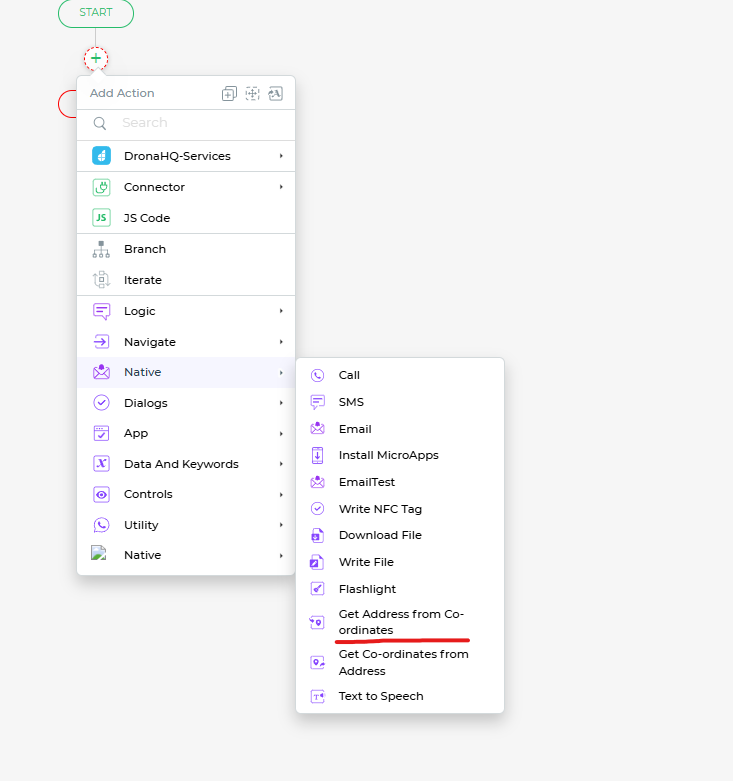 START
Add Action
Search
DronaHQ-Services
Connector
JS
JS Code
Branch
Iterate
Logic
Navigate
Native
Dialogs
App
Data And Keywords
Controls
Utility
Native
Call
SMS
Email
Install MicroApps
EmailTest
Write NFC Tag
Download File
Write File
Flashlight
Get Address from Co-
ordinates
Get Co-ordinates from
Address
Text to Speech